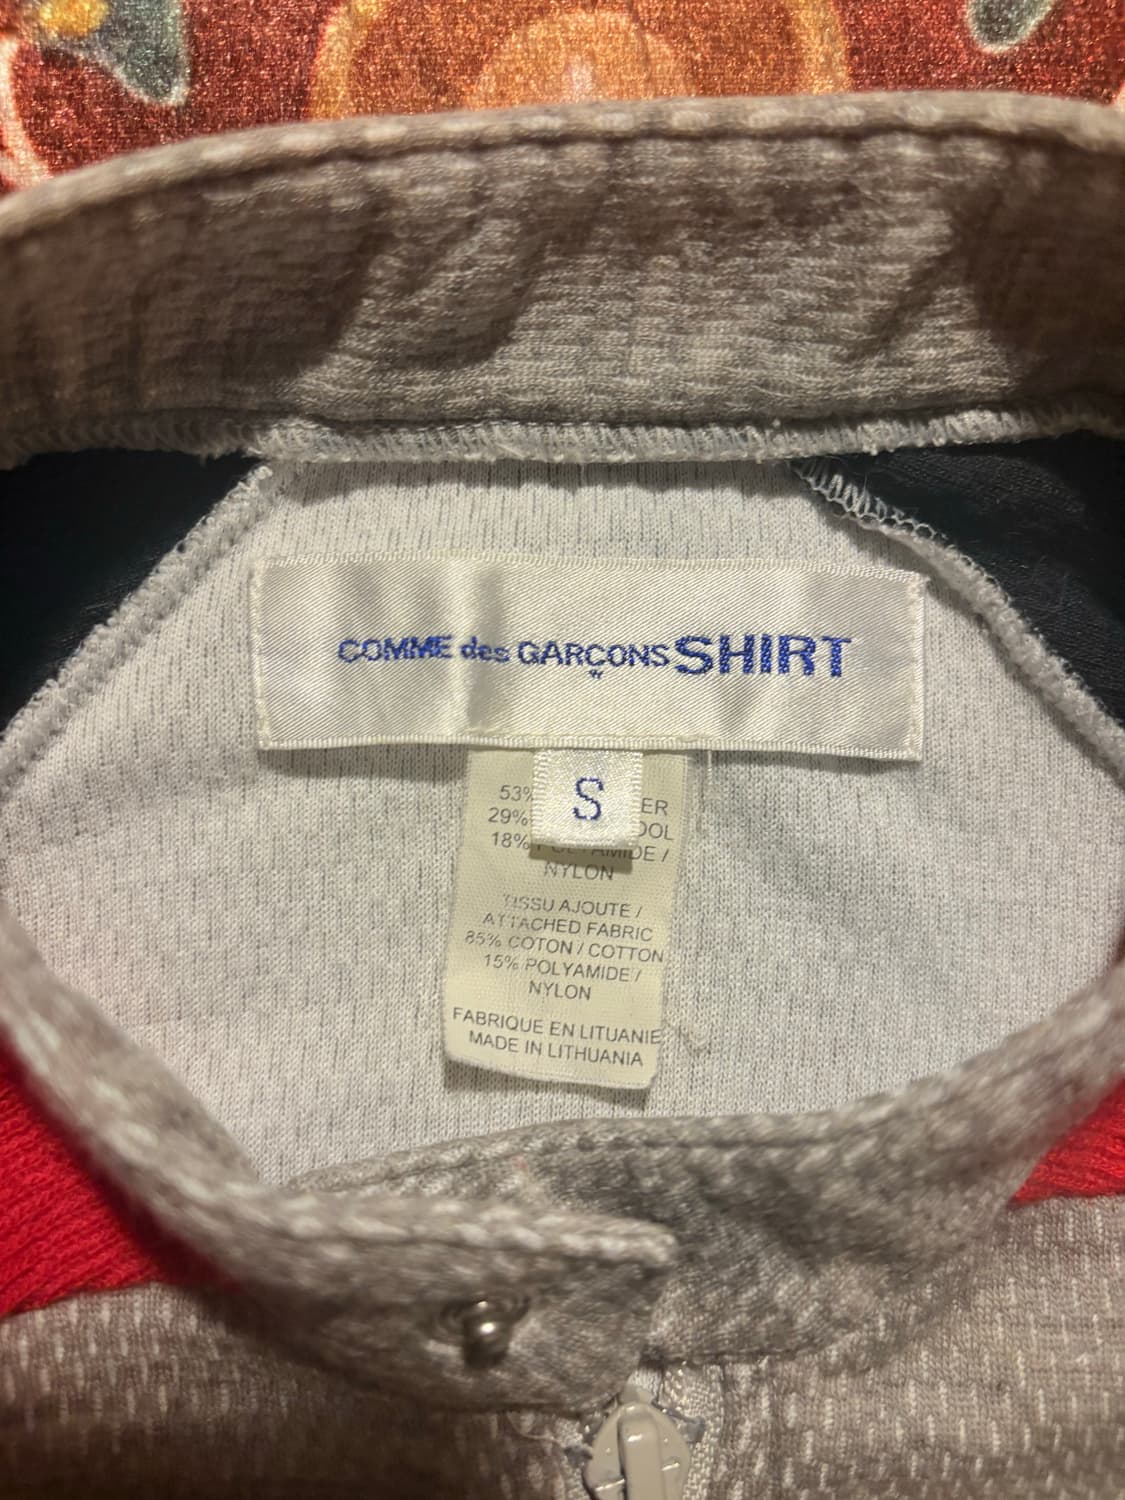 COMME des GARÇONS SHIRT
S
53%
29%
18% POLYAMIDE /
NYLON
TISSU AJOUTE /
ATTACHED FABRIC
85% COTON / COTTON
15% POLYAMIDE /
NYLON
FABRIQUE EN LITUANIE
MADE IN LITHUANIA